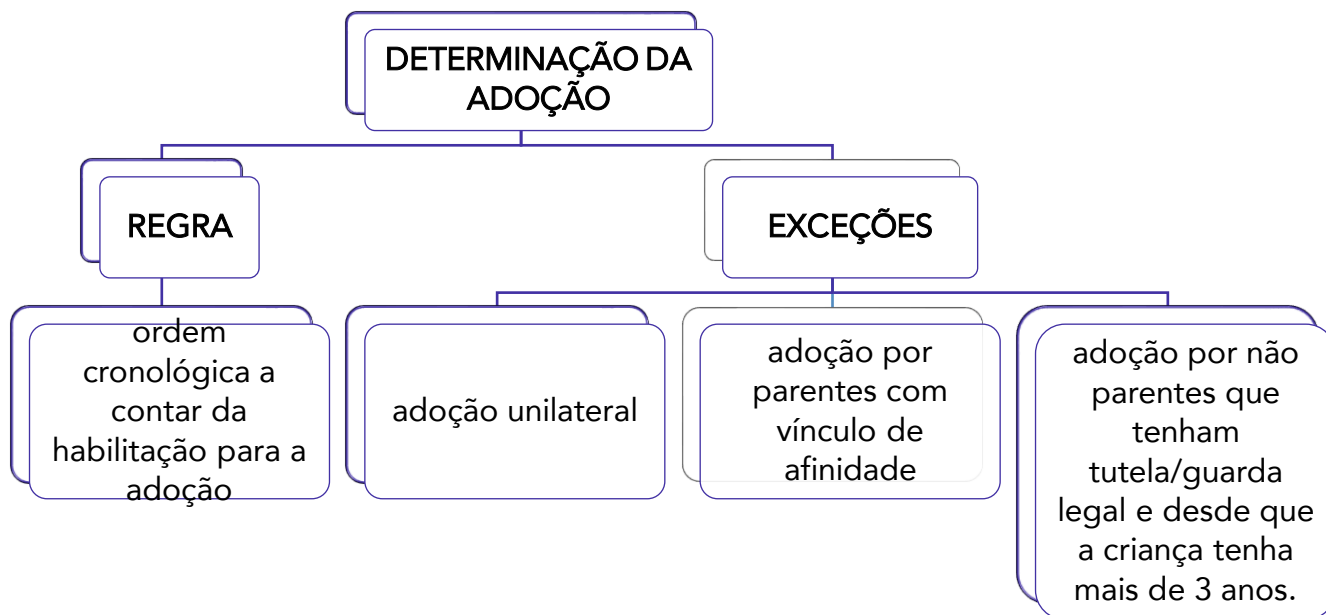 DETERMINAÇÃO DA
ADOÇÃO
REGRA
EXCEÇÕES
ordem
cronológica a
contar da
habilitação para a
adoção
adoção unilateral
adoção por
parentes com
vínculo de
afinidade
adoção por não
parentes que
tenham
tutela/guarda
legal e desde que
a criança tenha
mais de 3 anos.